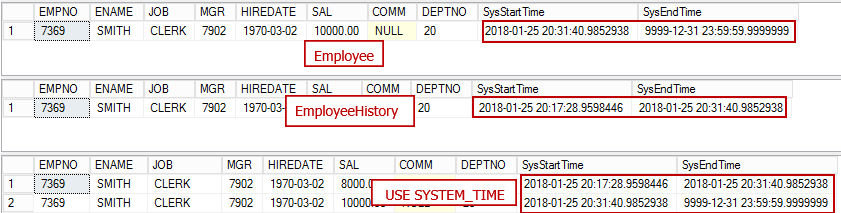 EMPNO ENAME JOB MGR HIREDATE SAL COMM DEPTNO SysStartTime SysEndTime
1 7369 SMITH CLERK 7902 1970-03-02 10000.00 NULL 20 2018-01-25 20:31:40.9852938 9999-12-31 23:59:59.9999999
Employee
EMPNO ENAME JOB MGR HIREDATE SAL COMM DEPTNO SysStartTime SysEndTime
1 7369 SMITH CLERK 7902 1970-03- 20 2018-01-25 20:17:28.9598446 2018-01-25 20:31:40.9852938
EmployeeHistory
EMPNO ENAME JOB MGR HIREDATE SAL COMM DEPTNO SysStartTime SysEndTime
1 7369 SMITH CLERK 7902 1970-03-02 8000.0 2018-01-25 20:17:28.9598446 2018-01-25 20:31:40.9852938
USE SYSTEM_TIME
2 7369 SMITH CLERK 7902 1970-03-02 10000.00 2018-01-25 20:31:40.9852938 9999-12-31 23:59:59.9999999